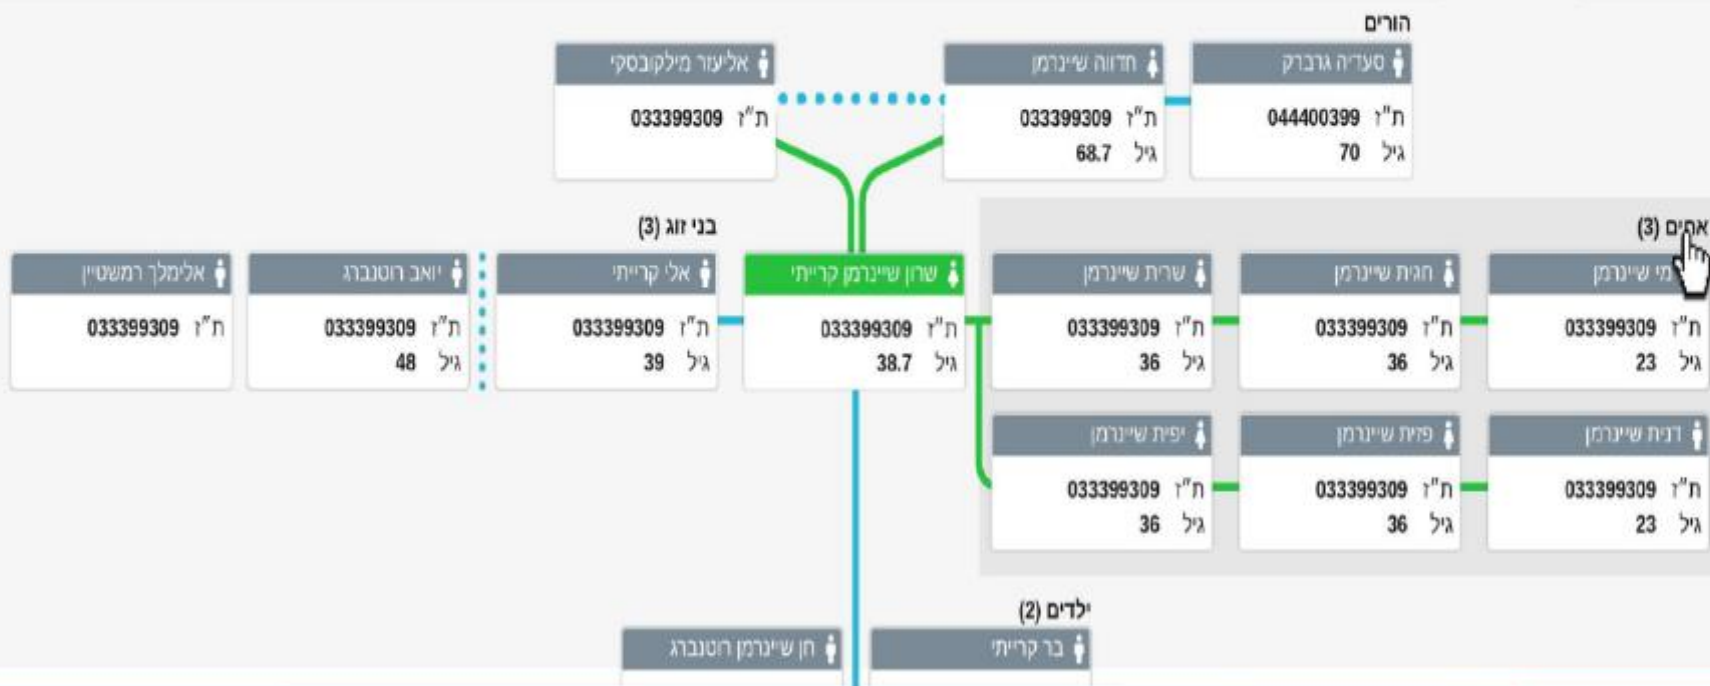 הורים
סעדיה גרברק
ת"ז 044400399
גיל 70
חדווה שיינרמן
ת"ז 033399309
גיל 68.7
אליעזר מילקובסקי
ת"ז 033399309
אחים (3)
מי שיינרמן
ת"ז 033399309
גיל 23
חגית שיינרמן
ת"ז 033399309
גיל 36
שרית שיינרמן
ת"ז 033399309
גיל 36
דנית שיינרמן
ת"ז 033399309
גיל 23
פזית שיינרמן
ת"ז 033399309
גיל 36
יפית שיינרמן
ת"ז 033399309
גיל 36
שרון שיינרמן קרייתי
ת"ז 033399309
גיל 38.7
בני זוג (3)
אלי קרייתי
ת"ז 033399309
גיל 39
יואב רוטנברג
ת"ז 033399309
גיל 48
אלימלך רמשטיין
ת"ז 033399309
ילדים (2)
בר קרייתי
חן שיינרמן רוטנברג